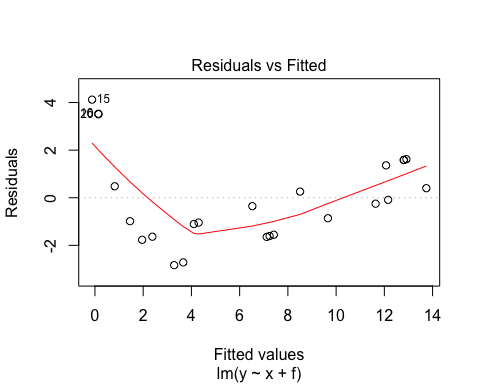 Residuals vs Fitted
Residuals
4
2
0
-2
15
0 2 4 6 8 10 12 14
Fitted values
lm(y ~ x + f)